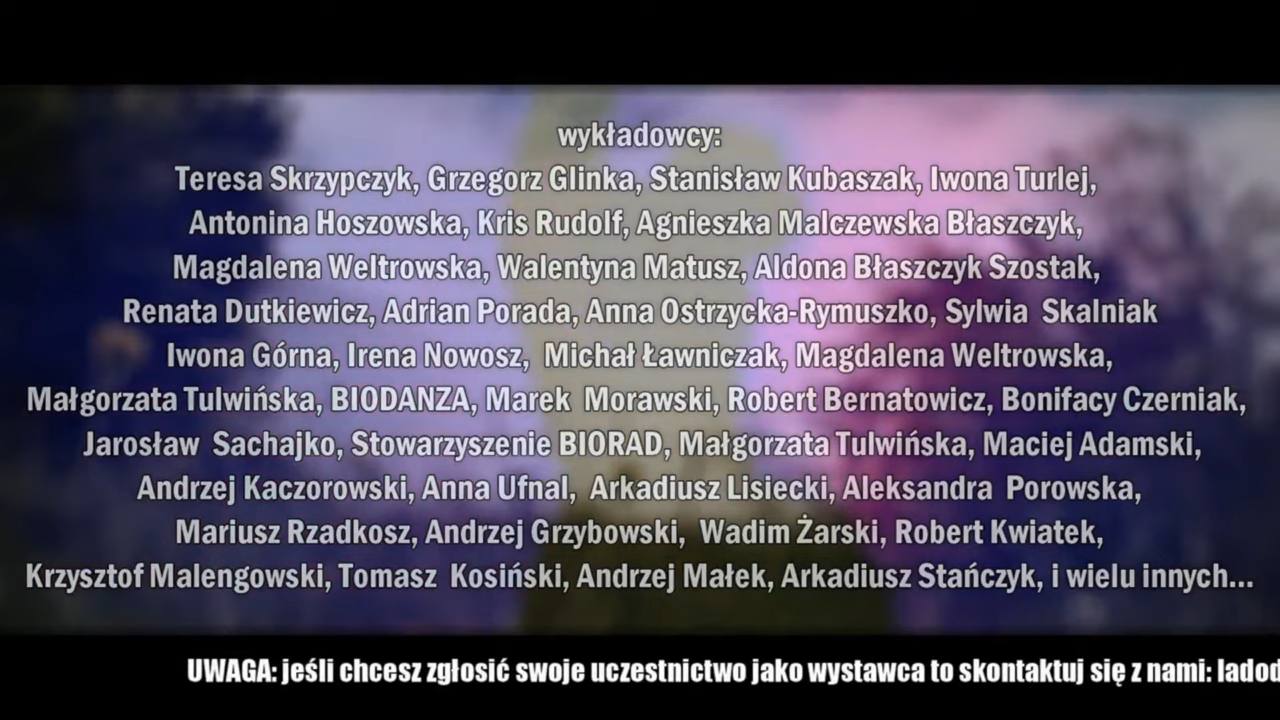 wykładowcy:
Teresa Skrzypczyk, Grzegorz Glinka, Stanisław Kubaszak, Iwona Turlej,
Antonina Hoszowska, Kris Rudolf, Agnieszka Malczewska Błaszczyk,
Magdalena Weltrowska, Walentyna Matusz, Aldona Błaszczyk Szostak,
Renata Dutkiewicz, Adrian Porada, Anna Ostrzycka-Rymuszko, Sylwia Skalniak
Iwona Górna, Irena Nowosz, Michał Ławniczak, Magdalena Weltrowska,
Małgorzata Tulwińska, BIODANZA, Marek Morawski, Robert Bernatowicz, Bonifacy Czerniak,
Jarosław Sachajko, Stowarzyszenie BIORAD, Małgorzata Tulwińska, Maciej Adamski,
Andrzej Kaczorowski, Anna Ufnal, Arkadiusz Lisiecki, Aleksandra Porowska,
Mariusz Rzadkosz, Andrzej Grzybowski, Wadim Żarski, Robert Kwiatek,
Krzysztof Malengowski, Tomasz Kosiński, Andrzej Małek, Arkadiusz Stańczyk, i wielu innych...
UWAGA: jeśli chcesz zgłosić swoje uczestnictwo jako wystawca to skontaktuj się z nami: